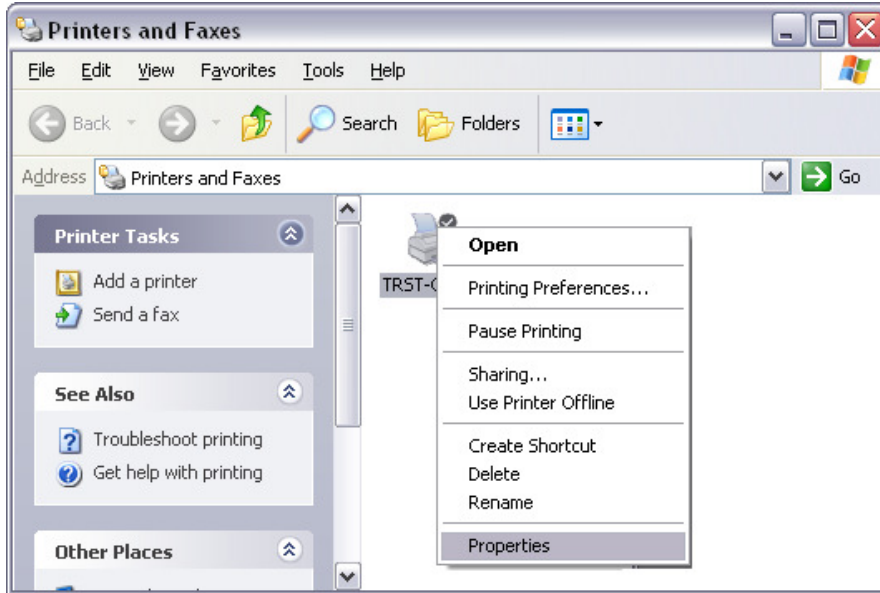 Printers and Faxes
File Edit View Favorites Tools Help
Back Search Folders
Address Printers and Faxes Go
Printer Tasks
Add a printer
Send a fax
See Also
Troubleshoot printing
Get help with printing
Other Places
Open
Printing Preferences...
Pause Printing
Sharing...
Use Printer Offline
Create Shortcut
Delete
Rename
Properties